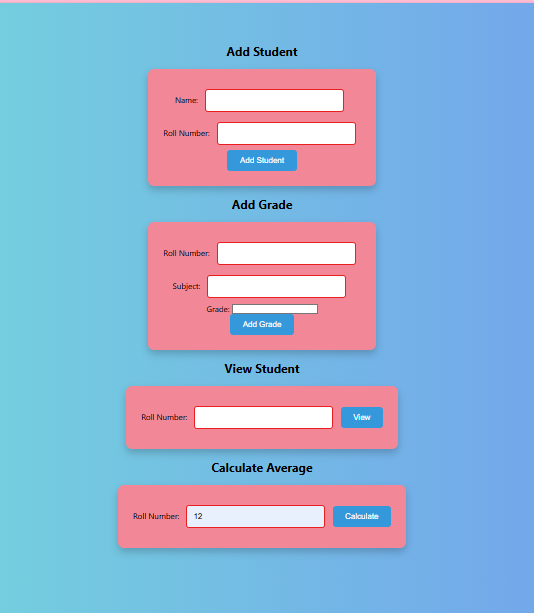 Add Student
Name:
Roll Number:
Add Student
Add Grade
Roll Number:
Subject:
Grade:
Add Grade
View Student
Roll Number: View
Calculate Average
Roll Number: 12 Calculate